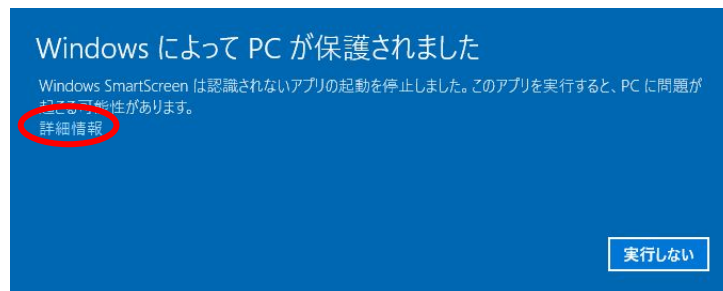 Windows によって PC が保護されました
Windows SmartScreen は認識されないアプリの起動を停止しました。このアプリを実行すると、PC に問題が
起こる可能性があります。
詳細情報
実行しない